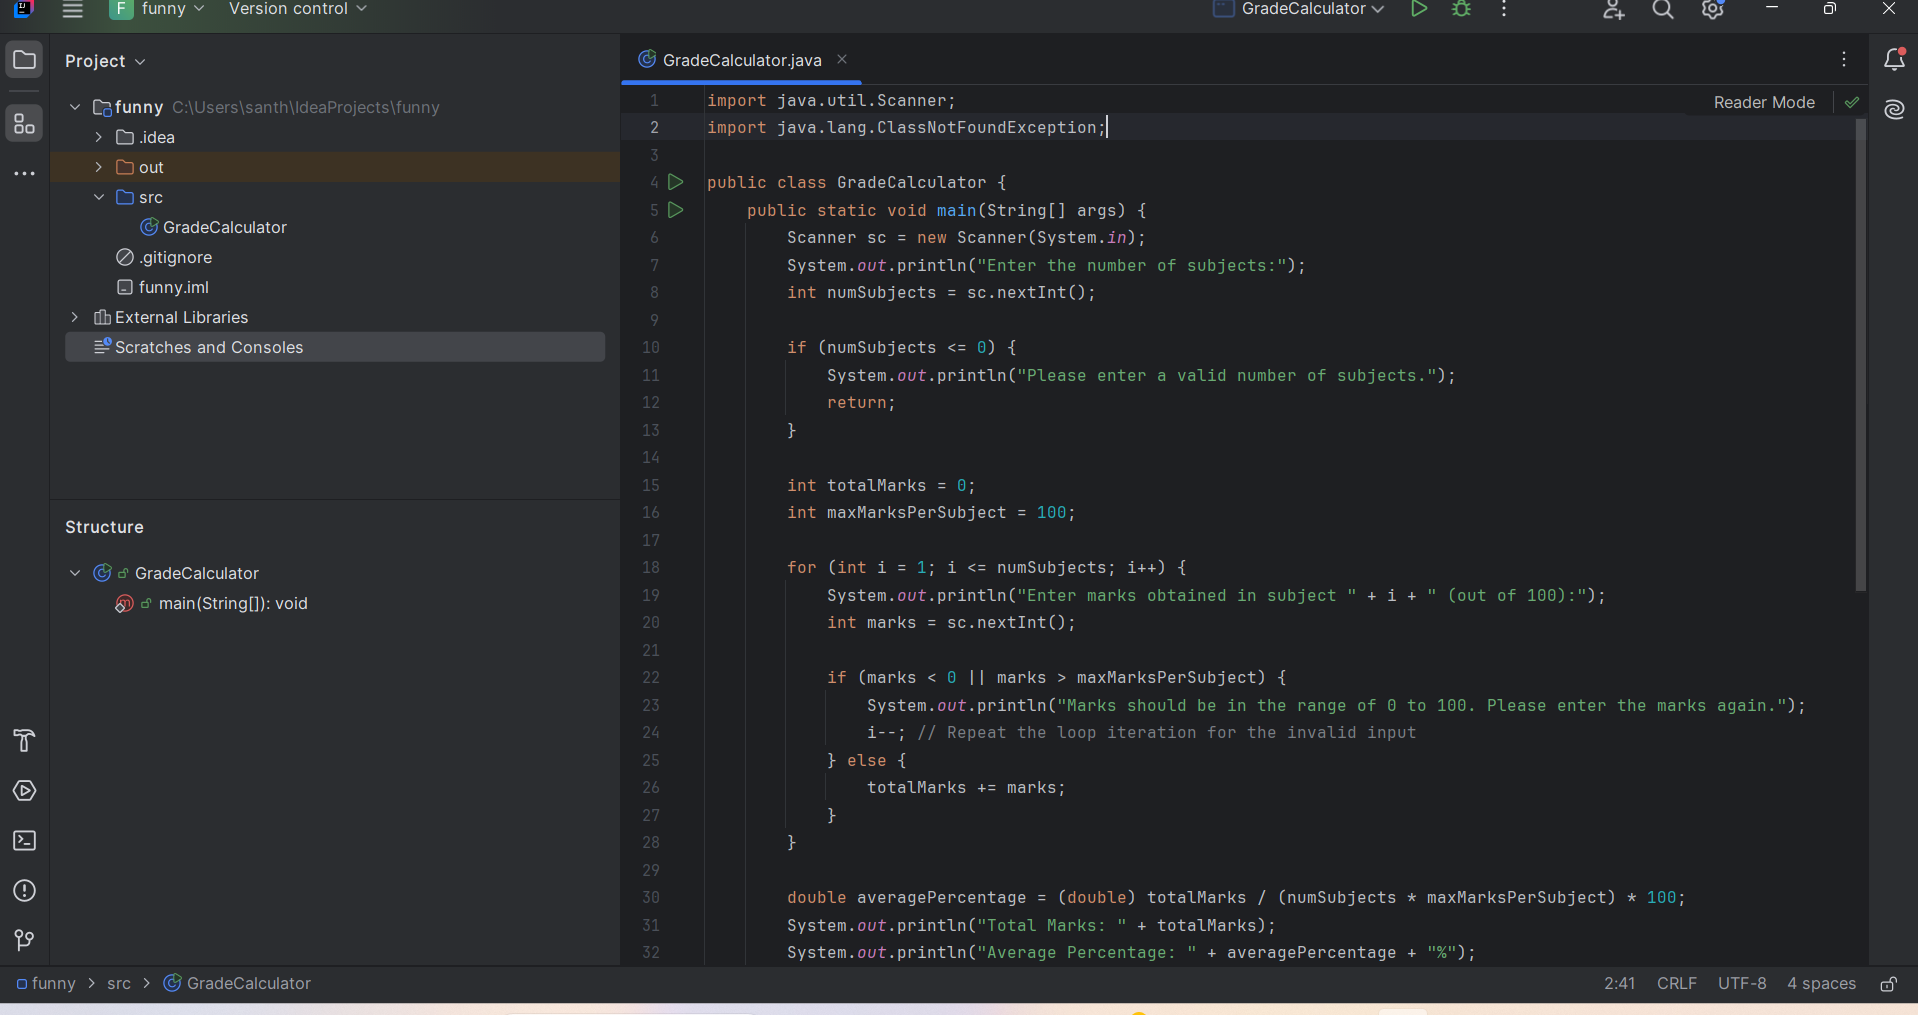 F funny Version control GradeCalculator
Project
funny C:\Users\santh\IdeaProjects\funny
.idea
out
src
GradeCalculator
.gitignore
funny.iml
External Libraries
Scratches and Consoles
Structure
GradeCalculator
main(String[]): void
GradeCalculator.java
Reader Mode
1 import java.util.Scanner;
2 import java.lang.ClassNotFoundException;
3
4 public class GradeCalculator {
5 public static void main(String[] args) {
6 Scanner sc = new Scanner(System.in);
7 System.out.println("Enter the number of subjects:");
8 int numSubjects = sc.nextInt();
9
10 if (numSubjects <= 0) {
11 System.out.println("Please enter a valid number of subjects.");
12 return;
13 }
14
15 int totalMarks = 0;
16 int maxMarksPerSubject = 100;
17
18 for (int i = 1; i <= numSubjects; i++) {
19 System.out.println("Enter marks obtained in subject " + i + " (out of 100):");
20 int marks = sc.nextInt();
21
22 if (marks < 0 || marks > maxMarksPerSubject) {
23 System.out.println("Marks should be in the range of 0 to 100. Please enter the marks again.");
24 i--; // Repeat the loop iteration for the invalid input
25 } else {
26 totalMarks += marks;
27 }
28 }
29
30 double averagePercentage = (double) totalMarks / (numSubjects * maxMarksPerSubject) * 100;
31 System.out.println("Total Marks: " + totalMarks);
32 System.out.println("Average Percentage: " + averagePercentage + "%");
funny > src > GradeCalculator
2:41 CRLF UTF-8 4 spaces